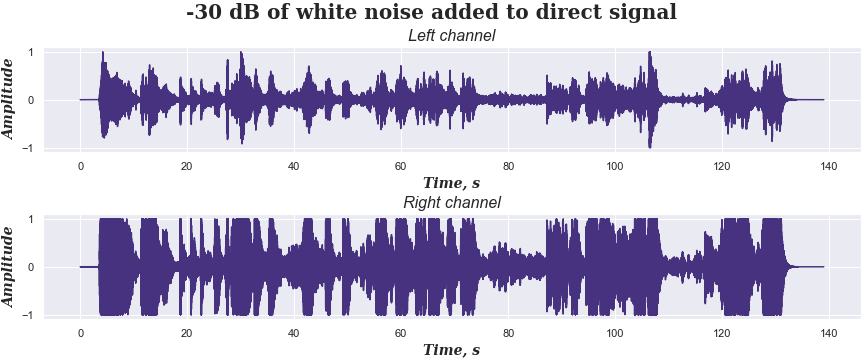 -30 dB of white noise added to direct signal
Left channel
Amplitude
1
0
−1
0 20 40 60 80 100 120 140
Time, s
Right channel
Amplitude
1
0
−1
0 20 40 60 80 100 120 140
Time, s